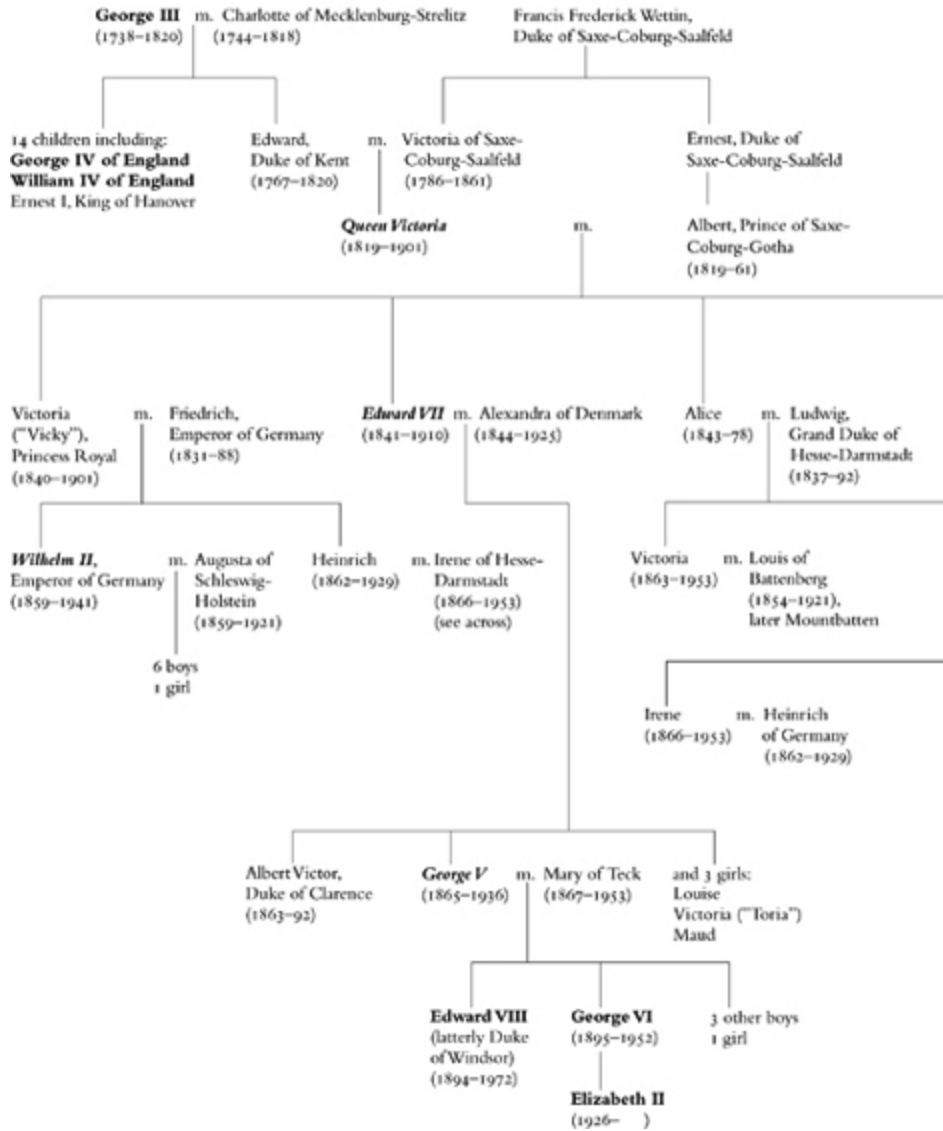 George III m. Charlotte of Mecklenburg-Strelitz
(1738–1820) (1744–1818)
Francis Frederick Wettin,
Duke of Saxe-Coburg-Saalfeld
14 children including:
George IV of England
William IV of England
Ernest I, King of Hanover
Edward,
Duke of Kent
(1767–1820)
m.
Victoria of Saxe-
Coburg-Saalfeld
(1786–1861)
Ernest, Duke of
Saxe-Coburg-Saalfeld
Queen Victoria
(1819–1901)
m.
Albert, Prince of Saxe-
Coburg-Gotha
(1819–61)
Victoria
("Vicky"),
Princess Royal
(1840–1901)
m.
Friedrich,
Emperor of Germany
(1831–88)
Edward VII
(1841–1910)
m.
Alexandra of Denmark
(1844–1925)
Alice
(1843–78)
m.
Ludwig,
Grand Duke of
Hesse-Darmstadt
(1837–92)
Wilhelm II,
Emperor of Germany
(1859–1941)
m.
Augusta of
Schleswig-
Holstein
(1859–1921)
6 boys
1 girl
Heinrich
(1862–1929)
m. Irene of Hesse-
Darmstadt
(1866–1953)
(see across)
Victoria
(1863–1953)
m.
Louis of
Battenberg
(1854–1921),
later Mountbatten
Irene
(1866–1953)
m.
Heinrich
of Germany
(1862–1929)
Albert Victor,
Duke of Clarence
(1863–92)
George V
(1865–1936)
m.
Mary of Teck
(1867–1953)
and 3 girls:
Louise
Victoria ("Toria")
Maud
Edward VIII
(latterly Duke
of Windsor)
(1894–1972)
George VI
(1895–1952)
3 other boys
1 girl
Elizabeth II
(1926– )